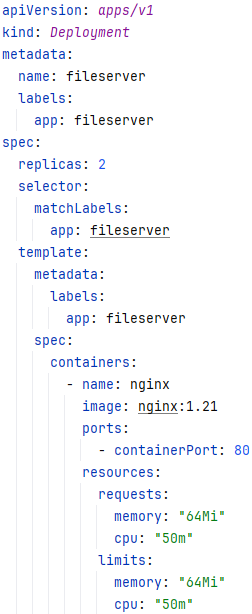 apiVersion: apps/v1
kind: Deployment
metadata:
  name: fileserver
  labels:
    app: fileserver
spec:
  replicas: 2
  selector:
    matchLabels:
      app: fileserver
  template:
    metadata:
      labels:
        app: fileserver
    spec:
      containers:
        - name: nginx
          image: nginx:1.21
          ports:
            - containerPort: 80
          resources:
            requests:
              memory: "64Mi"
              cpu: "50m"
            limits:
              memory: "64Mi"
              cpu: "50m"